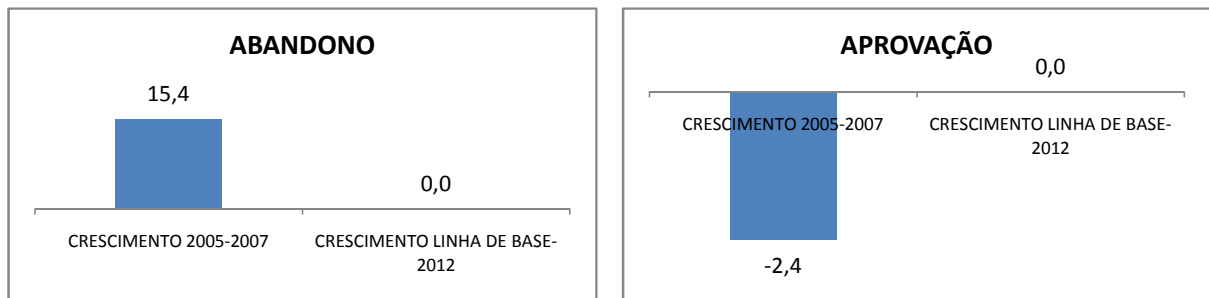 ABANDONO
15,4
0,0
CRESCIMENTO 2005-2007
CRESCIMENTO LINHA DE BASE-
2012
APROVAÇÃO
0,0
CRESCIMENTO 2005-2007
CRESCIMENTO LINHA DE BASE-
2012
-2,4